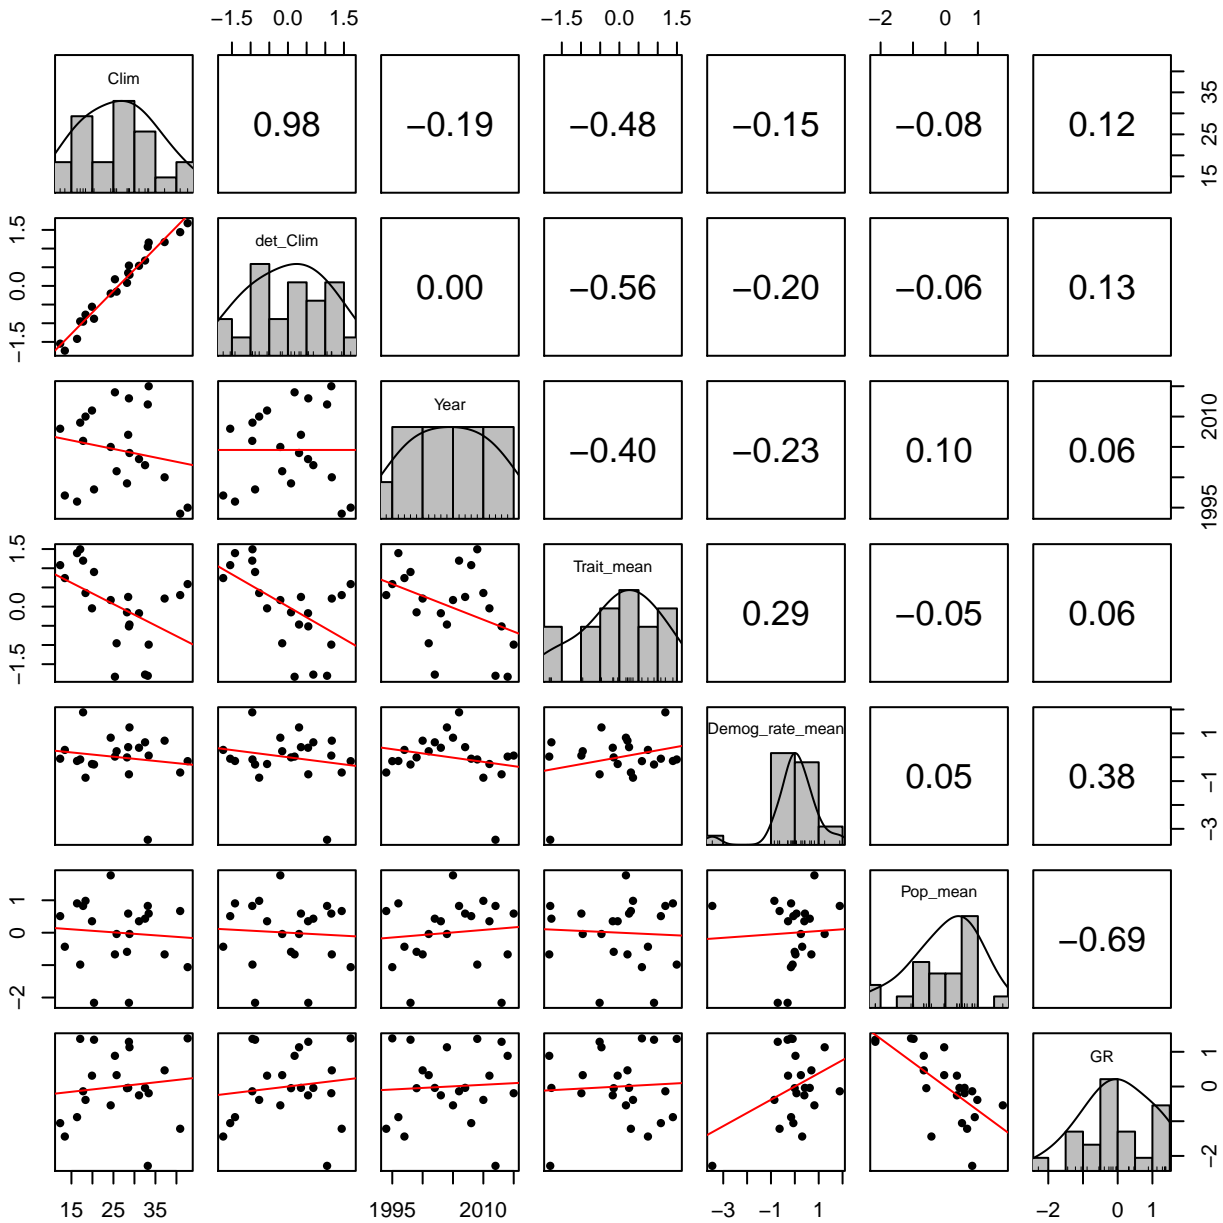 −1.5 0.0 1.5 −1.5 0.0 1.5 −2 0 1
Clim 0.98 −0.19 −0.48 −0.15 −0.08 0.12 15 25 35
−1.5 0.0 1.5 det_Clim 0.00 −0.56 −0.20 −0.06 0.13
Year −0.40 −0.23 0.10 0.06 1995 2010
−1.5 0.0 1.5 Trait_mean 0.29 −0.05 0.06
Demog_rate_mean 0.05 0.38 −3 −1 1
−2 0 1 Pop_mean −0.69
GR −2 0 1
15 25 35 1995 2010 −3 −1 1 −2 0 1